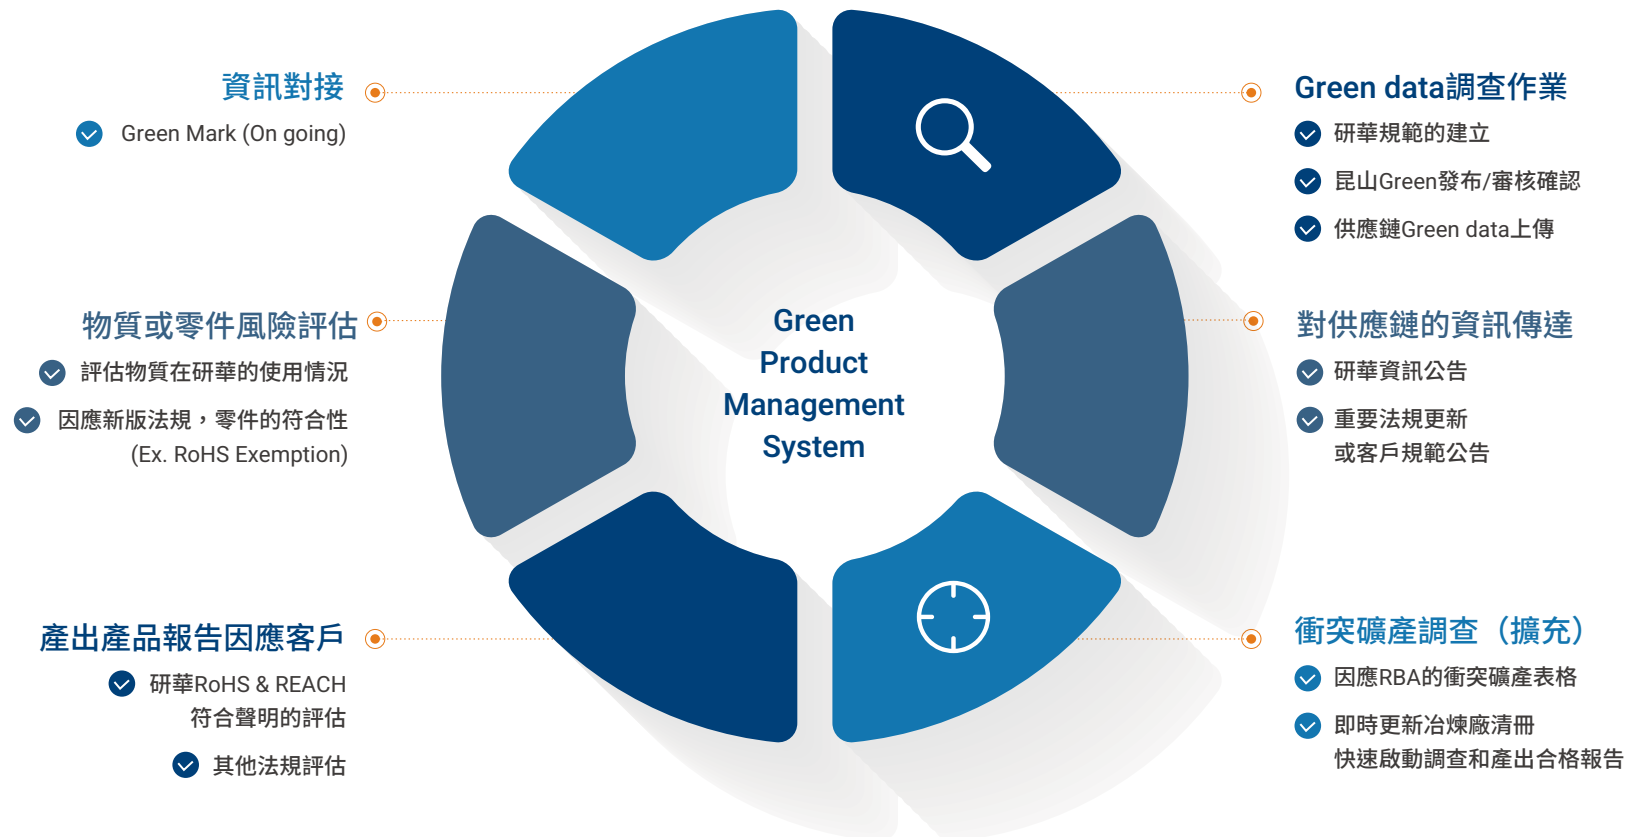 資訊對接
Green Mark (On going)
物質或零件風險評估
評估物質在研華的使用情況
因應新版法規，零件的符合性
(Ex. RoHS Exemption)
產出產品報告因應客戶
研華RoHS & REACH
符合聲明的評估
其他法規評估
Green
Product
Management
System
Green data調查作業
研華規範的建立
昆山Green發布/審核確認
供應鏈Green data上傳
對供應鏈的資訊傳達
研華資訊公告
重要法規更新
或客戶規範公告
衝突礦產調查（擴充）
因應RBA的衝突礦產表格
即時更新冶煉廠清冊
快速啟動調查和產出合格報告